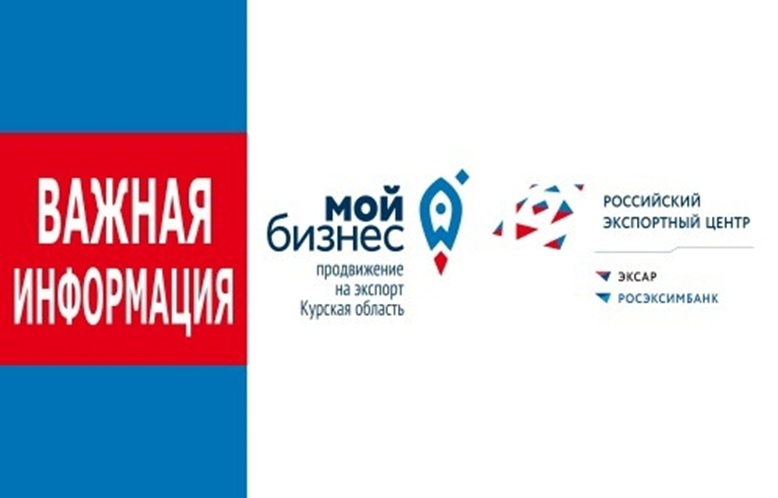 ВАЖНАЯ
ИНФОРМАЦИЯ
мой
бизнес
продвижение
на экспорт
Курская область
РОССИЙСКИЙ
ЭКСПОРТНЫЙ ЦЕНТР
ЭКСАР
РОСЭКСИМБАНК